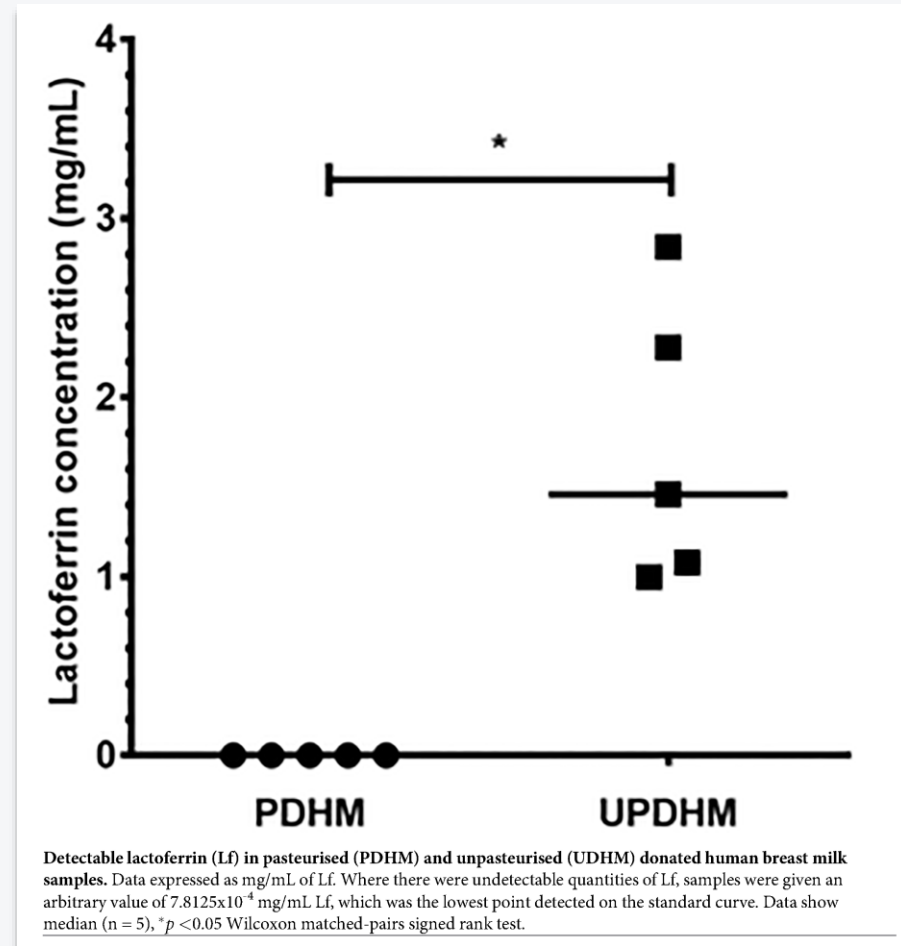 4
*
Lactoferrin concentration (mg/mL)
3
2
1
0
PDHM UPDHM
Detectable lactoferrin (Lf) in pasteurised (PDHM) and unpasteurised (UDHM) donated human breast milk
samples. Data expressed as mg/mL of Lf. Where there were undetectable quantities of Lf, samples were given an
arbitrary value of 7.8125x10⁻⁴ mg/mL Lf, which was the lowest point detected on the standard curve. Data show
median (n = 5), *p <0.05 Wilcoxon matched-pairs signed rank test.